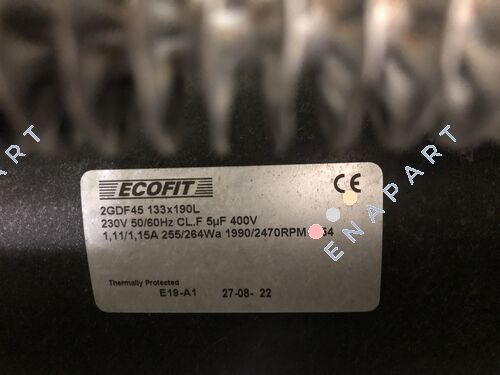 ECOFIT
CE
2GDF45 133x190L
230V 50/60Hz CL.F 5µF 400V
1,11/1,15A 255/264Wa 1990/2470RPM
Thermally Protected
E19-A1 27-08- 22
ENAPART